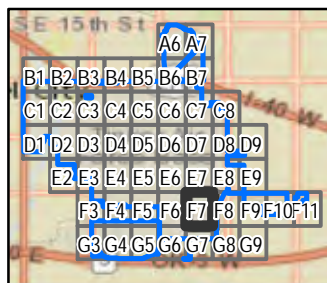 SE 15th St
A6 A7
B1 B2 B3 B4 B5 B6 B7
I-40 W
C1 C2 C3 C4 C5 C6 C7 C8
D1 D2 D3 D4 D5 D6 D7 D8 D9
E2 E3 E4 E5 E6 E7 E8 E9
F3 F4 F5 F6 F7 F8 F9 F10 F11
G3 G4 G5 G6 G7 G8 G9